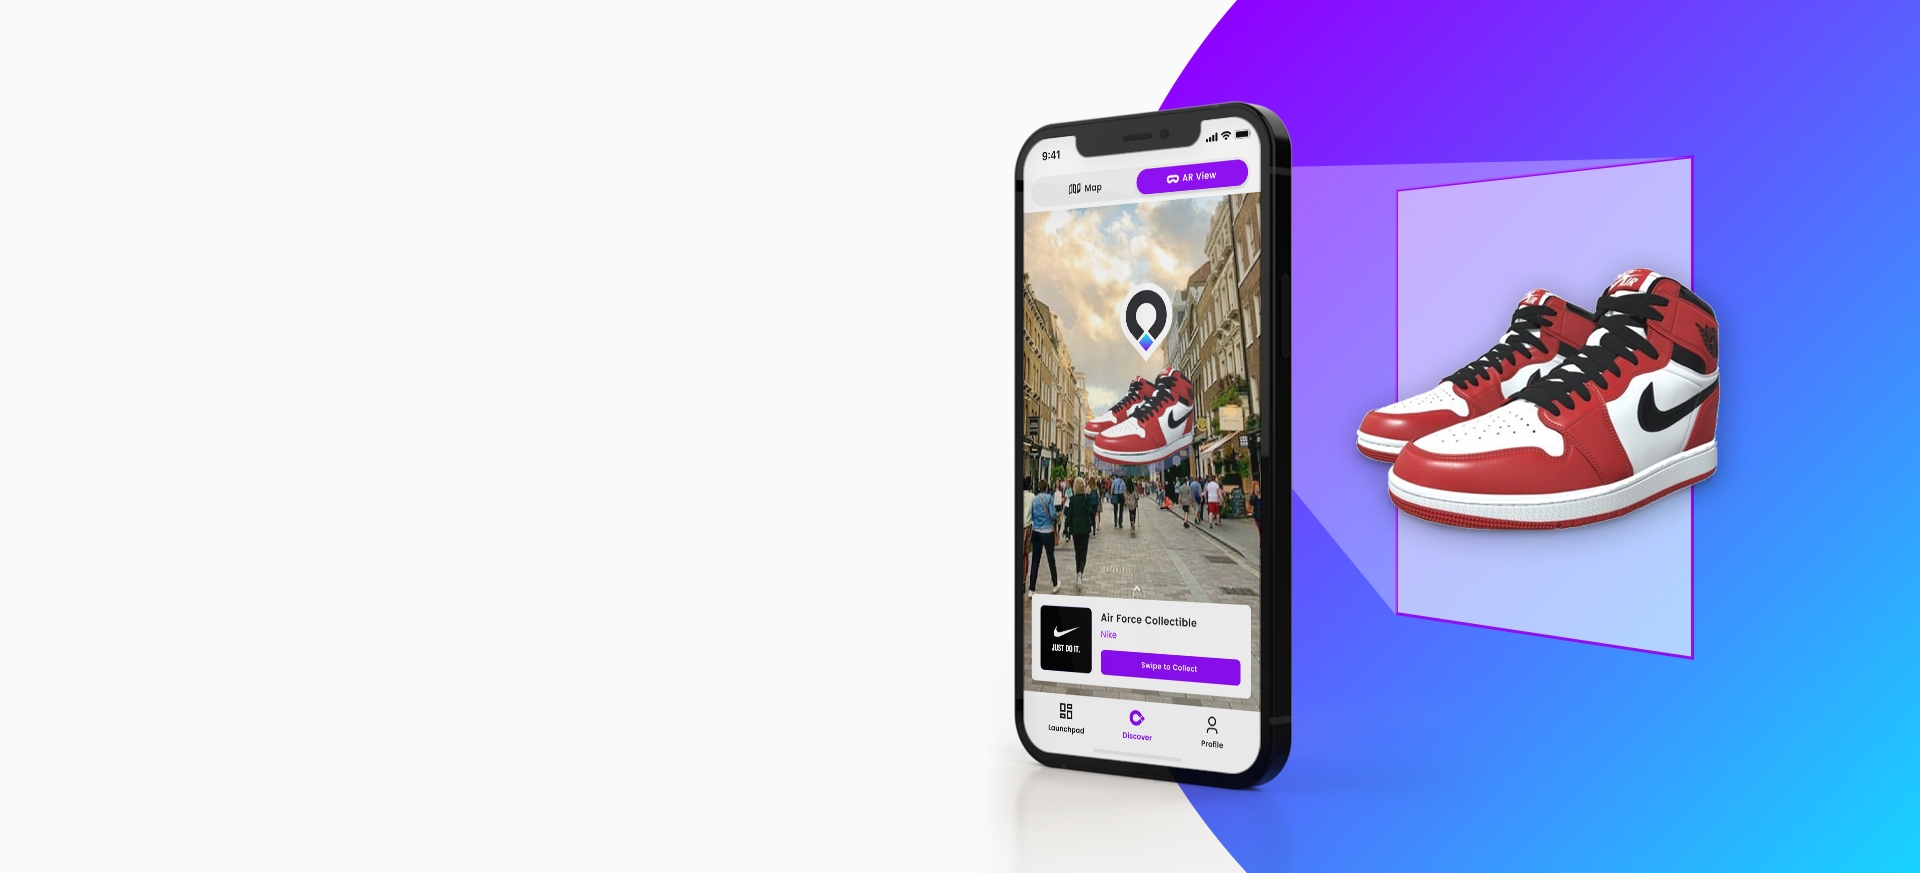 9:41
Map
AR View
AIR
AIR
Air Force Collectible
Nike
JUST DO IT.
Swipe to Collect
Launchpad
Discover
Profile